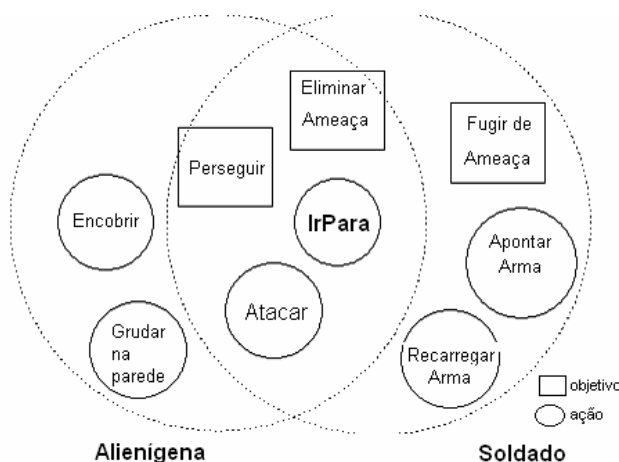 Eliminar
Ameaça
Fugir de
Ameaça
Perseguir
Encobrir
IrPara
Apontar
Arma
Atacar
Grudar
na
parede
Recarregar
Arma
objetivo
ação
Alienígena
Soldado